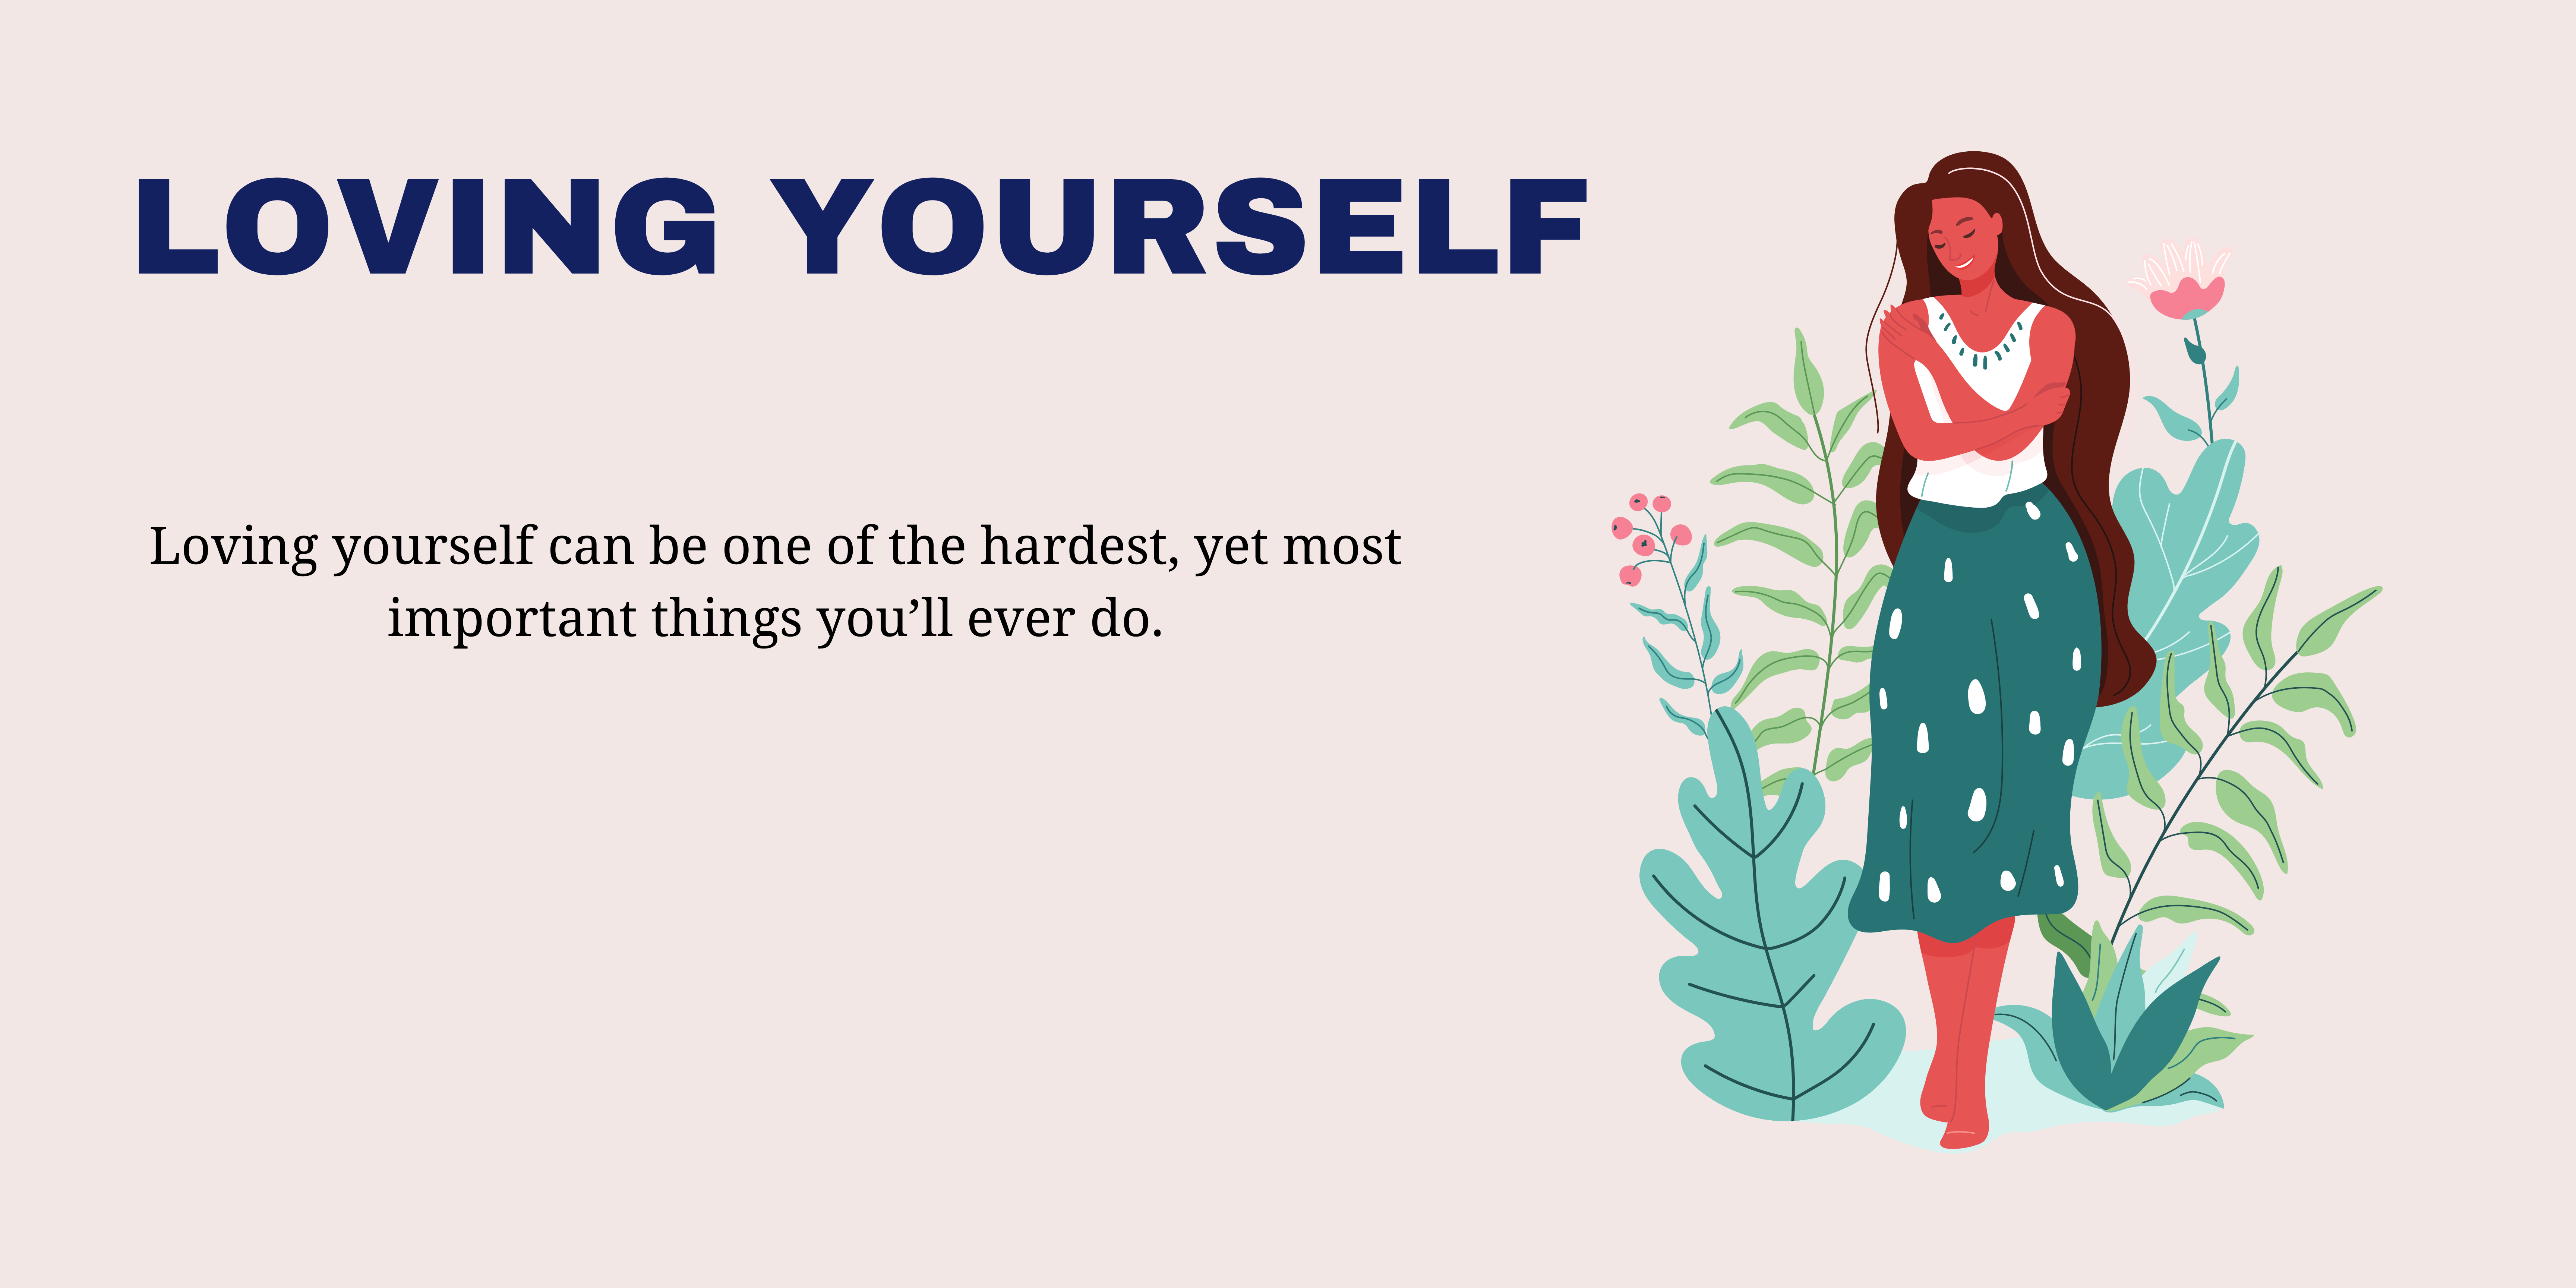 LOVING YOURSELF
Loving yourself can be one of the hardest, yet most
important things you’ll ever do.